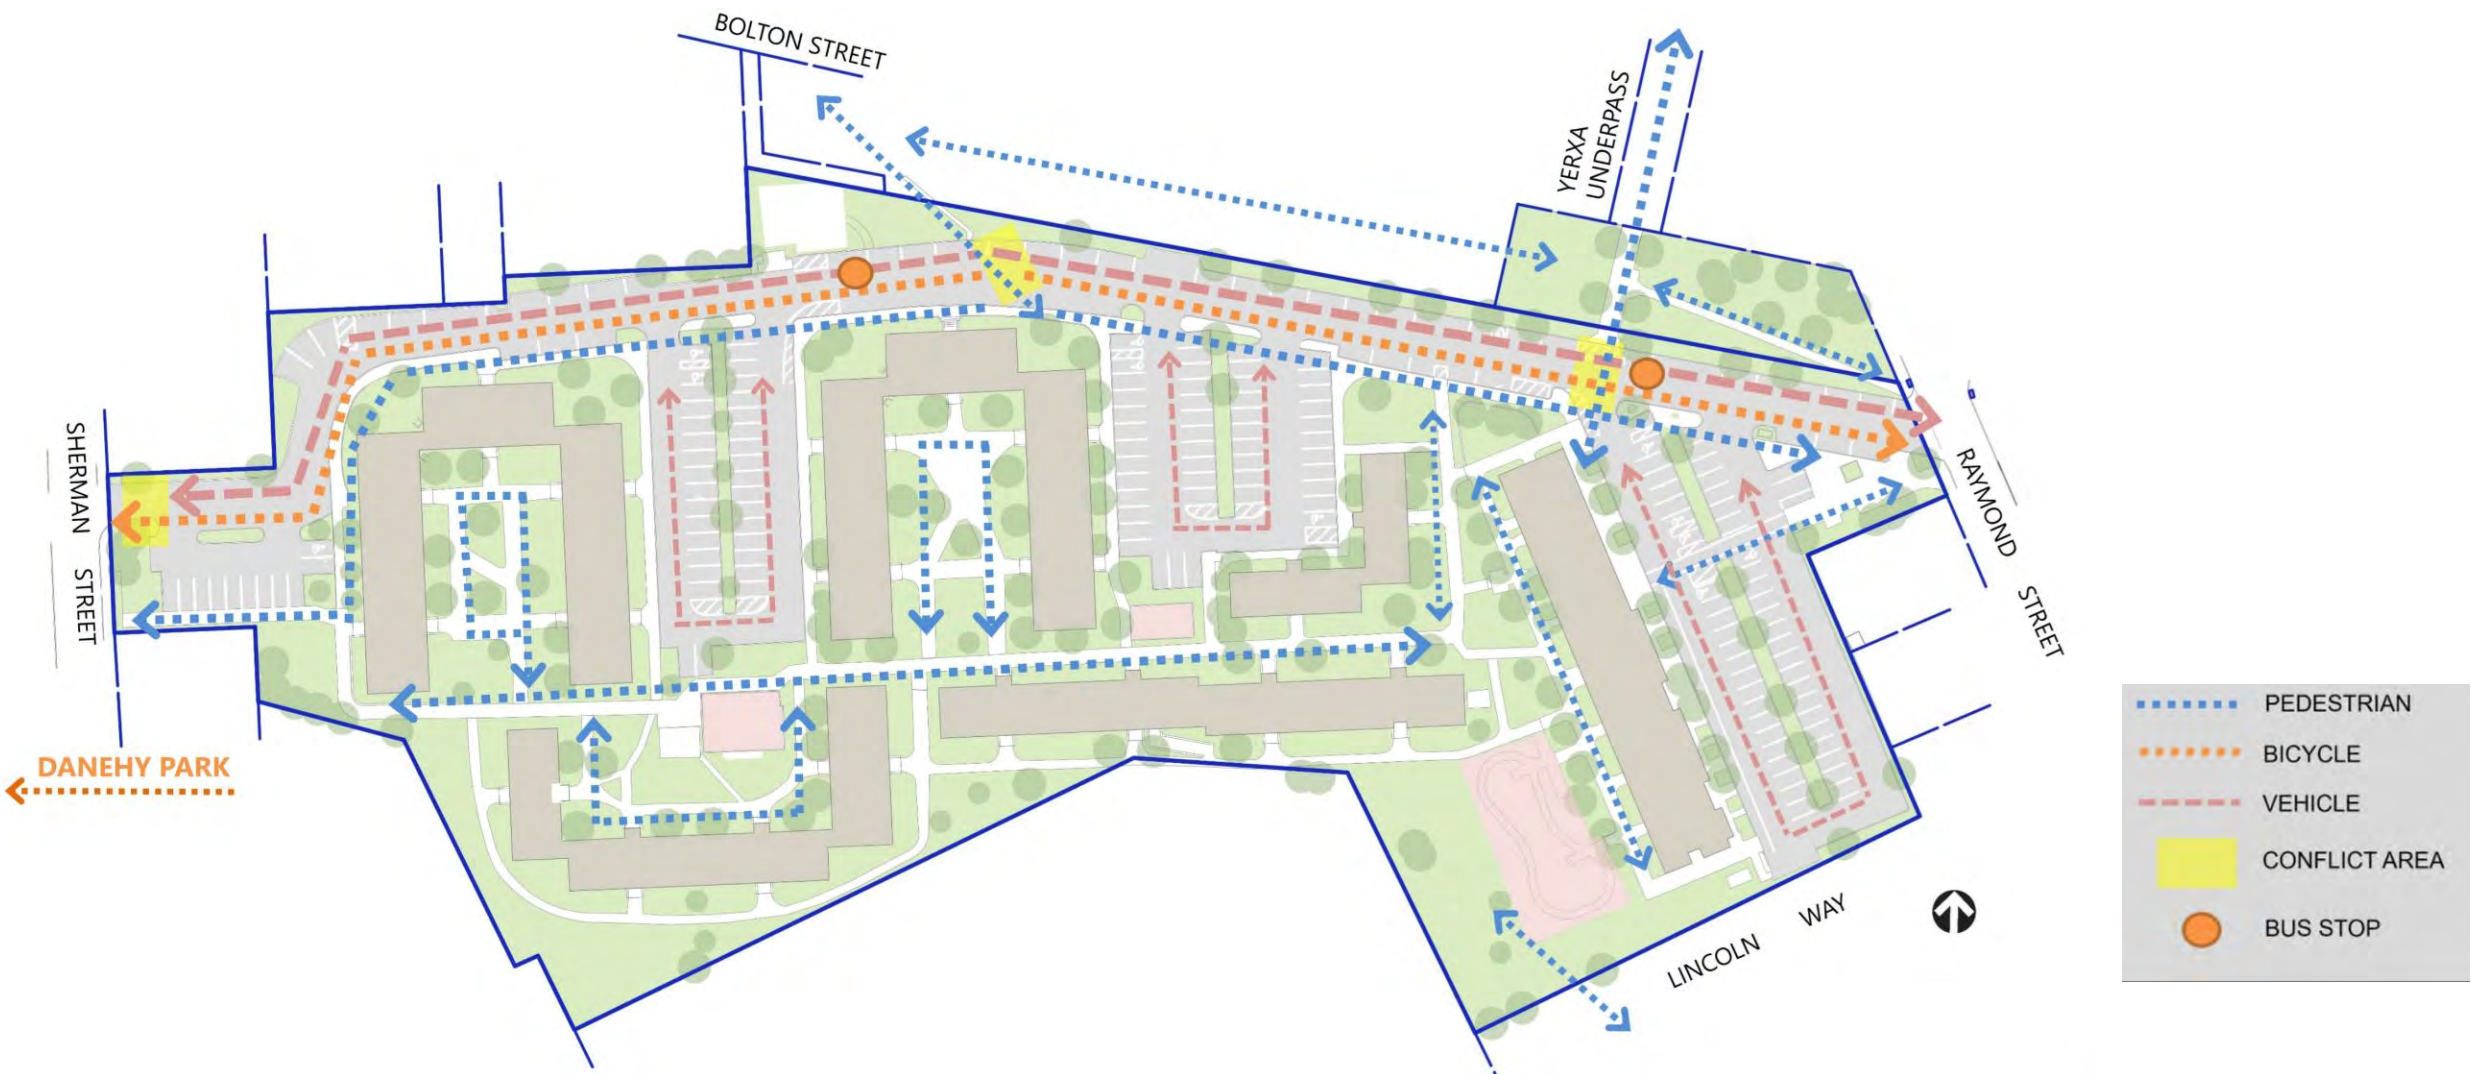 BOLTON STREET
YERXA
UNDERPASS
SHERMAN STREET
RAYMOND STREET
DANEHY PARK
LINCOLN WAY
PEDESTRIAN
BICYCLE
VEHICLE
CONFLICT AREA
BUS STOP